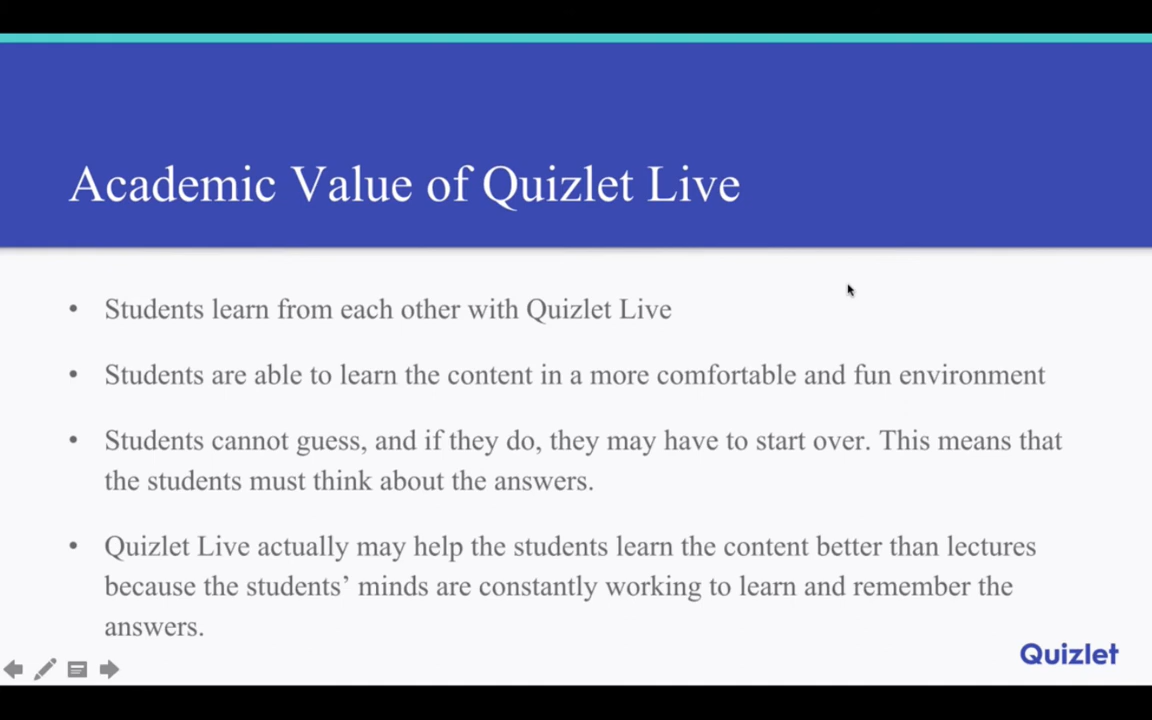 Academic Value of Quizlet Live
• Students learn from each other with Quizlet Live
• Students are able to learn the content in a more comfortable and fun environment
• Students cannot guess, and if they do, they may have to start over. This means that
the students must think about the answers.
• Quizlet Live actually may help the students learn the content better than lectures
because the students’ minds are constantly working to learn and remember the
answers.
Quizlet